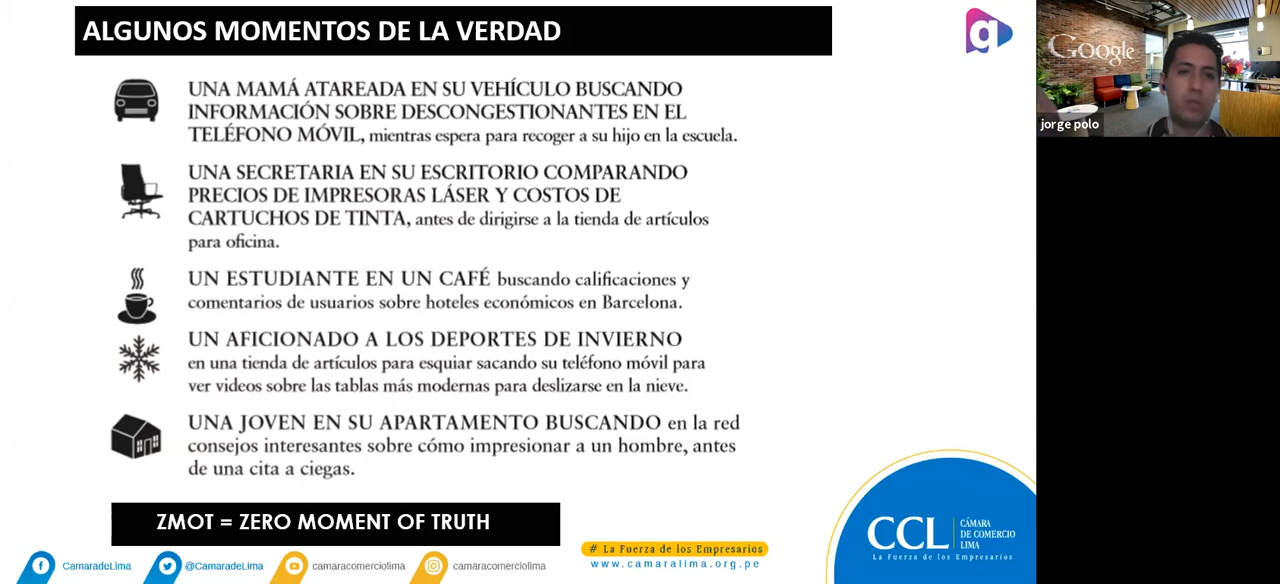 ALGUNOS MOMENTOS DE LA VERDAD
q
Google
jorge polo
UNA MAMÁ ATAREADA EN SU VEHÍCULO BUSCANDO
INFORMACIÓN SOBRE DESCONGESTIONANTES EN EL
TELÉFONO MÓVIL, mientras espera para recoger a su hijo en la escuela.
UNA SECRETARIA EN SU ESCRITORIO COMPARANDO
PRECIOS DE IMPRESORAS LÁSER Y COSTOS DE
CARTUCHOS DE TINTA, antes de dirigirse a la tienda de artículos
para oficina.
UN ESTUDIANTE EN UN CAFÉ buscando calificaciones y
comentarios de usuarios sobre hoteles económicos en Barcelona.
UN AFICIONADO A LOS DEPORTES DE INVIERNO
en una tienda de artículos para esquiar sacando su teléfono móvil para
ver videos sobre las tablas más modernas para deslizarse en la nieve.
UNA JOVEN EN SU APARTAMENTO BUSCANDO en la red
consejos interesantes sobre cómo impresionar a un hombre, antes
de una cita a ciegas.
ZMOT = ZERO MOMENT OF TRUTH
CamaradeLima
@CamaradeLima
camaracomerciolima
camaracomerciolima
# La Fuerza de los Empresarios
www.camaralima.org.pe
CCL
CÁMARA
DE COMERCIO
LIMA
La Fuerza de los Empresarios